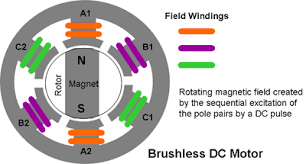 A1
Field Windings
C2
B1
N
Rotor
Magnet
S
B2
C1
A2
Rotating magnetic field created
by the sequential excitation of
the pole pairs by a DC pulse
Brushless DC Motor